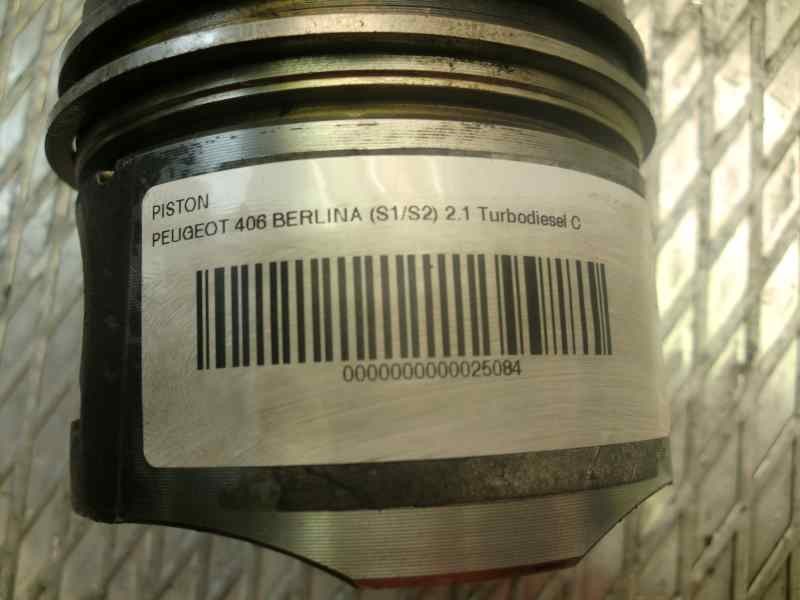 PISTON
PEUGEOT 406 BERLINA (S1/S2) 2.1 Turbodiesel C
0000000000025084